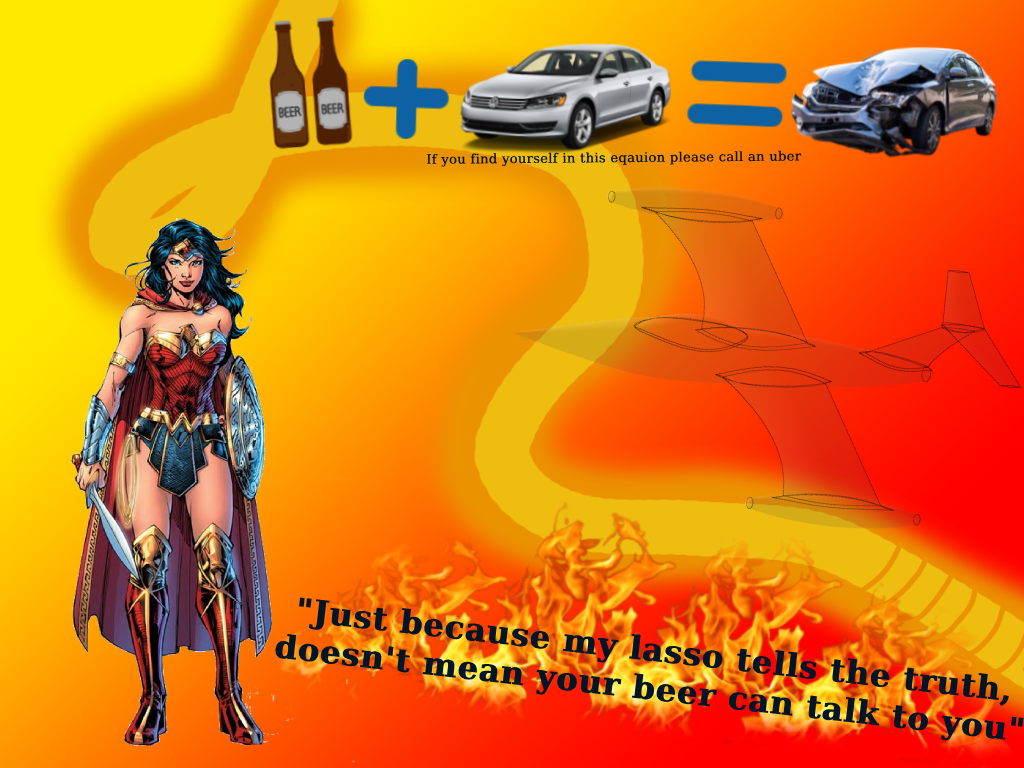 BEER
BEER
If you find yourself in this eqauion please call an uber
"Just because my lasso tells the truth,
doesn't mean your beer can talk to you"